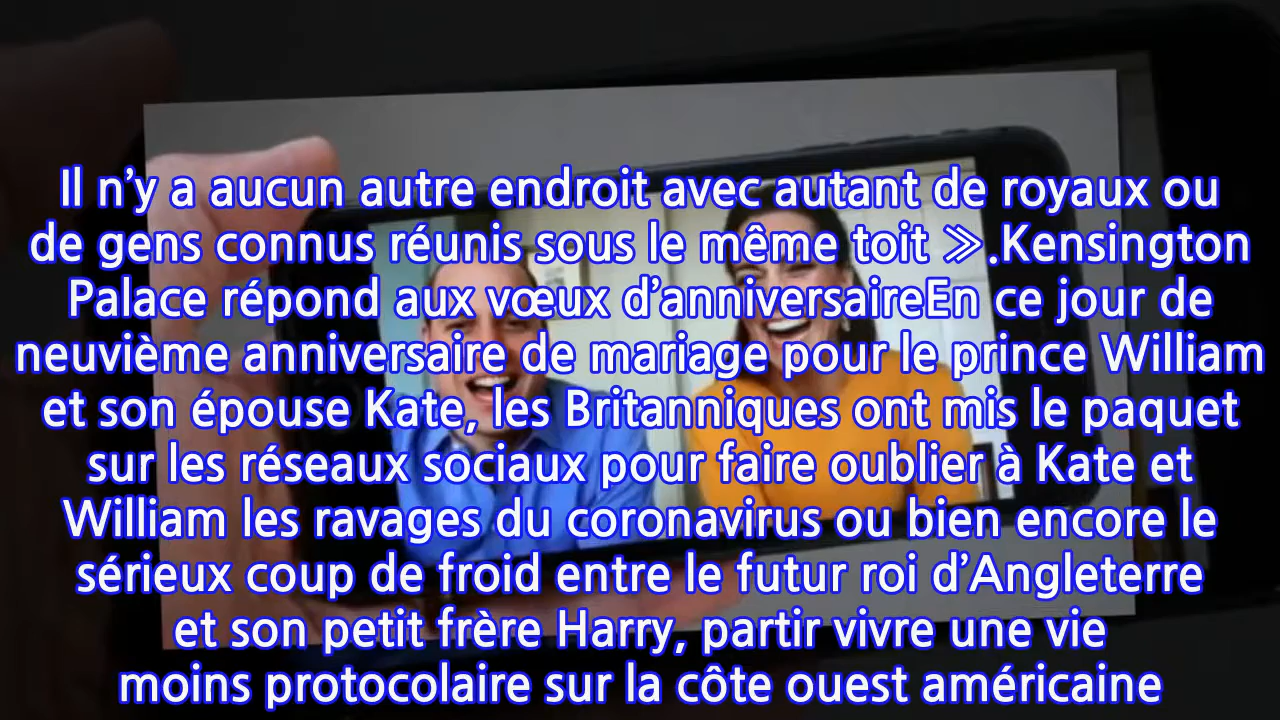 Il n’y a aucun autre endroit avec autant de royaux ou
de gens connus réunis sous le même toit ≫.Kensington
Palace répond aux vœux d’anniversaireEn ce jour de
neuvième anniversaire de mariage pour le prince William
et son épouse Kate, les Britanniques ont mis le paquet
sur les réseaux sociaux pour faire oublier à Kate et
William les ravages du coronavirus ou bien encore le
sérieux coup de froid entre le futur roi d’Angleterre
et son petit frère Harry, partir vivre une vie
moins protocolaire sur la côte ouest américaine